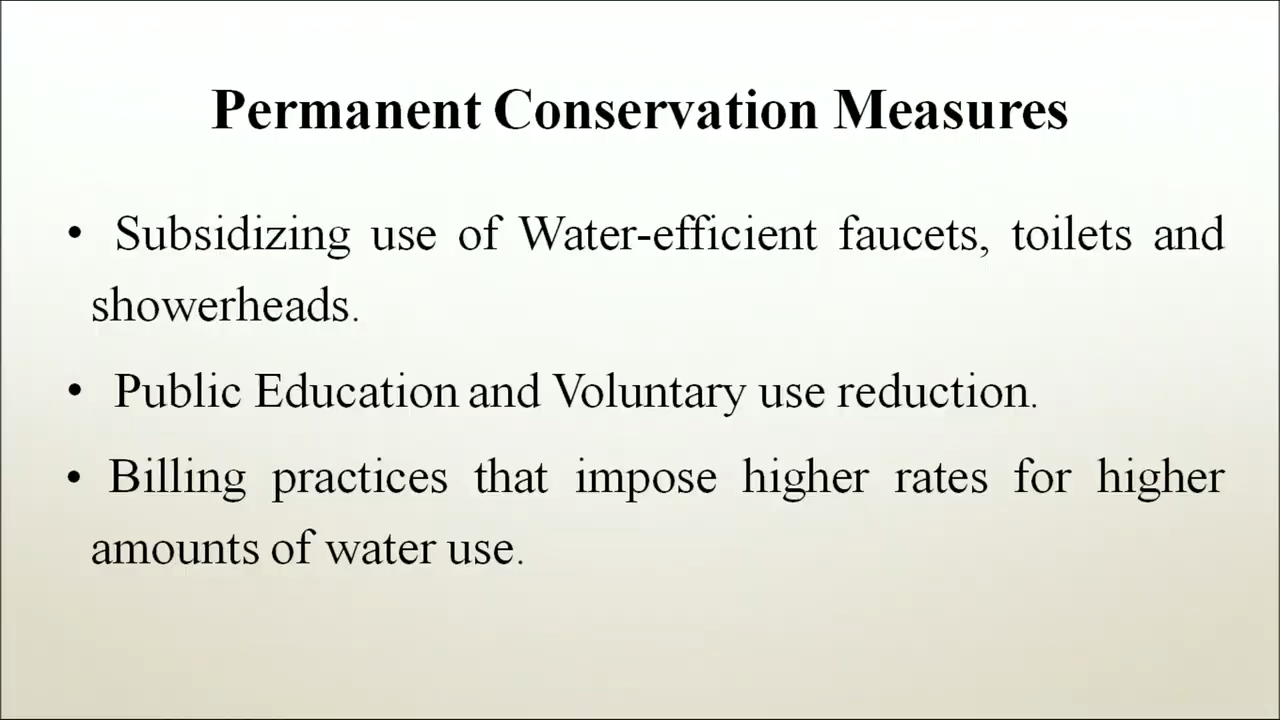 Permanent Conservation Measures
• Subsidizing use of Water-efficient faucets, toilets and
showerheads.
• Public Education and Voluntary use reduction.
• Billing practices that impose higher rates for higher
amounts of water use.